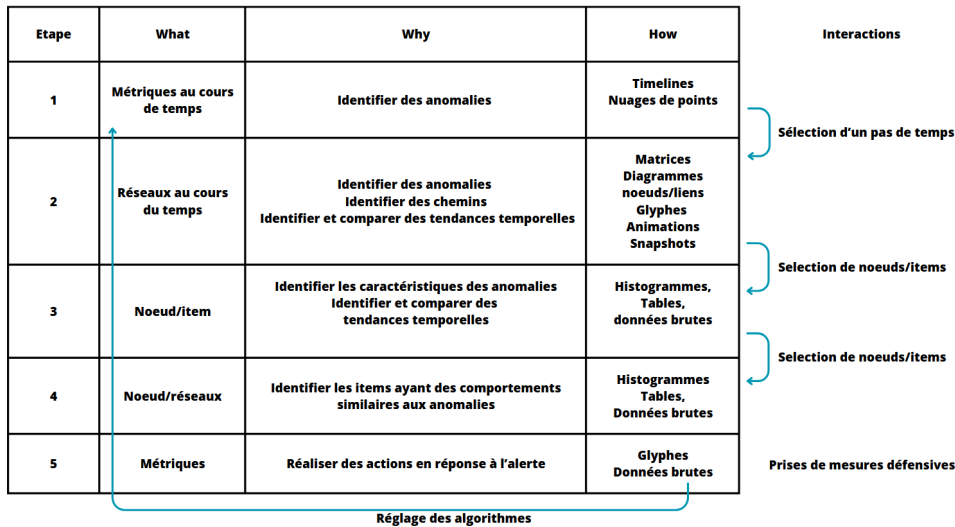 Etape
What
Why
How
Interactions
1
Métriques au cours
de temps
Identifier des anomalies
Timelines
Nuages de points
Sélection d'un pas de temps
2
Réseaux au cours
du temps
Identifier des anomalies
Identifier des chemins
Identifier et comparer des tendances temporelles
Matrices
Diagrammes
noeuds/liens
Glyphes
Animations
Snapshots
Selection de noeuds/items
3
Noeud/item
Identifier les caractéristiques des anomalies
Identifier et comparer des
tendances temporelles
Histogrammes,
Tables,
données brutes
Selection de noeuds/items
4
Noeud/réseaux
Identifier les items ayant des comportements
similaires aux anomalies
Histogrammes
Tables,
Données brutes
5
Métriques
Réaliser des actions en réponse à l'alerte
Glyphes
Données brutes
Prises de mesures défensives
Réglage des algorithmes